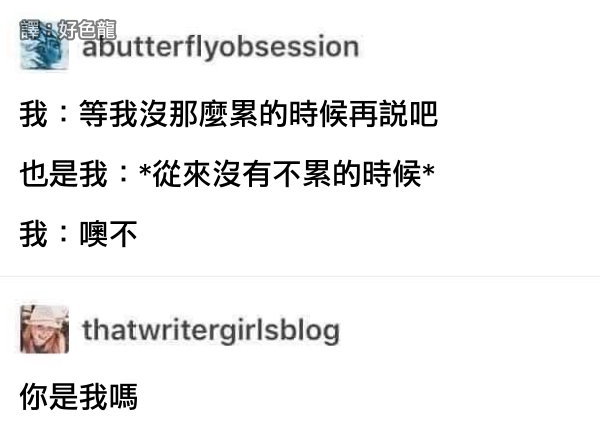 譯：好色龍
abutterflyobsession
我：等我沒那麼累的時候再說吧
也是我：*從來沒有不累的時候*
我：噢不
thatwritergirlsblog
你是我嗎